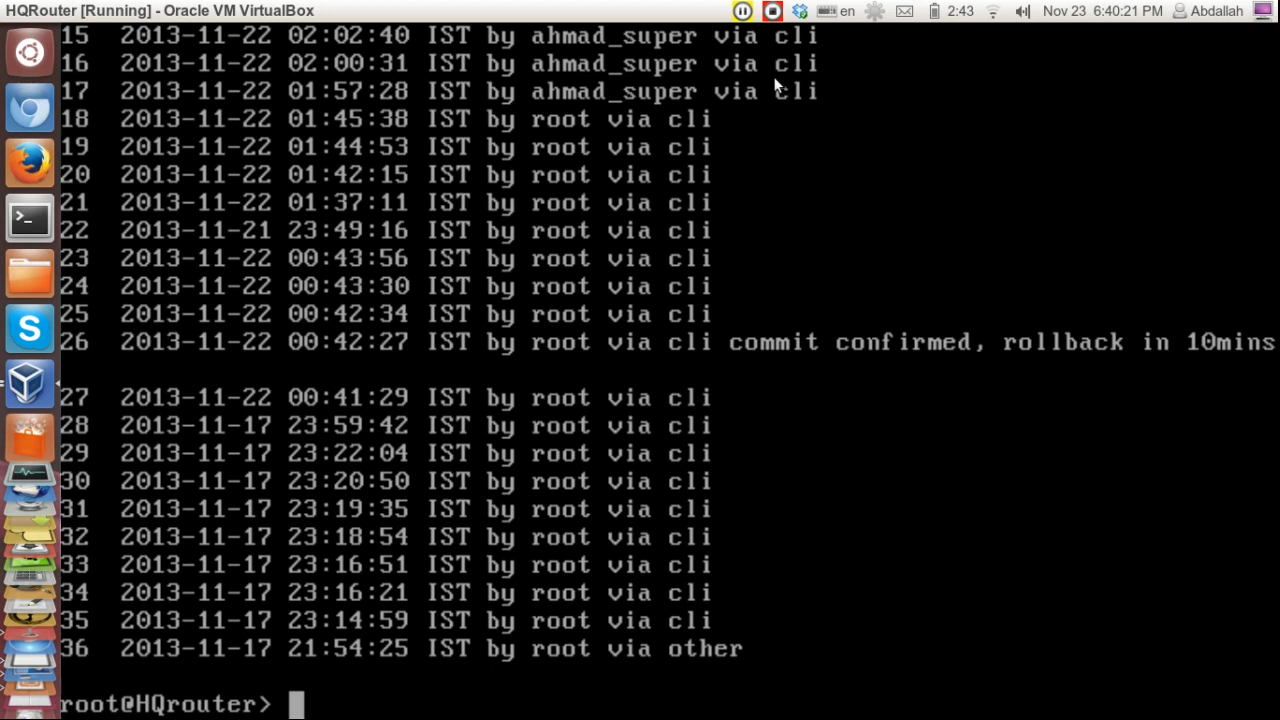 HQRouter [Running] - Oracle VM VirtualBox en 2:43 Nov 23 6:40:21 PM Abdallah
15 2013-11-22 02:02:40 IST by ahmad_super via cli
16 2013-11-22 02:00:31 IST by ahmad_super via cli
17 2013-11-22 01:57:28 IST by ahmad_super via cli
18 2013-11-22 01:45:38 IST by root via cli
19 2013-11-22 01:44:53 IST by root via cli
20 2013-11-22 01:42:15 IST by root via cli
21 2013-11-22 01:37:11 IST by root via cli
22 2013-11-21 23:49:16 IST by root via cli
23 2013-11-22 00:43:56 IST by root via cli
24 2013-11-22 00:43:30 IST by root via cli
25 2013-11-22 00:42:34 IST by root via cli
26 2013-11-22 00:42:27 IST by root via cli commit confirmed, rollback in 10mins
27 2013-11-22 00:41:29 IST by root via cli
28 2013-11-17 23:59:42 IST by root via cli
29 2013-11-17 23:22:04 IST by root via cli
30 2013-11-17 23:20:50 IST by root via cli
31 2013-11-17 23:19:35 IST by root via cli
32 2013-11-17 23:18:54 IST by root via cli
33 2013-11-17 23:16:51 IST by root via cli
34 2013-11-17 23:16:21 IST by root via cli
35 2013-11-17 23:14:59 IST by root via cli
36 2013-11-17 21:54:25 IST by root via other
root@HQrouter>